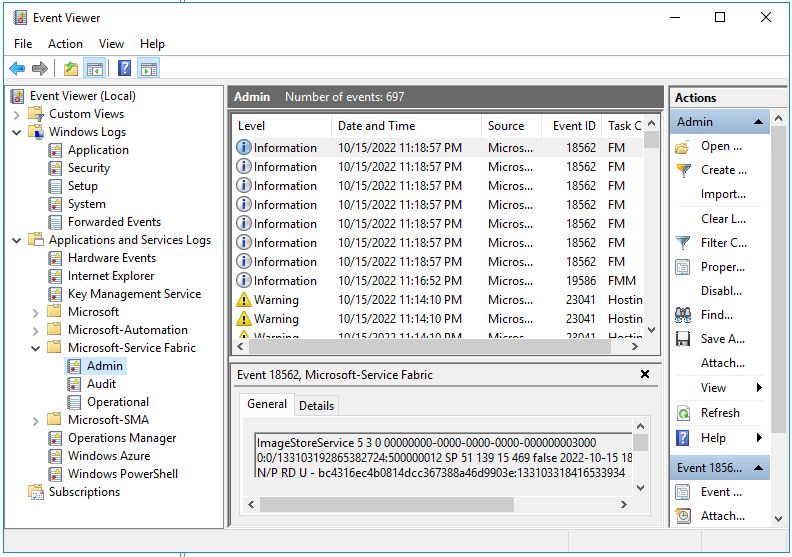 Event Viewer
File Action View Help
Event Viewer (Local)
Custom Views
Windows Logs
Application
Security
Setup
System
Forwarded Events
Applications and Services Logs
Hardware Events
Internet Explorer
Key Management Service
Microsoft
Microsoft-Automation
Microsoft-Service Fabric
Admin
Audit
Operational
Microsoft-SMA
Operations Manager
Windows Azure
Windows PowerShell
Subscriptions
Admin Number of events: 697
Level Date and Time Source Event ID Task C
Information 10/15/2022 11:18:57 PM Micros... 18562 FM
Information 10/15/2022 11:18:57 PM Micros... 18562 FM
Information 10/15/2022 11:18:57 PM Micros... 18562 FM
Information 10/15/2022 11:18:57 PM Micros... 18562 FM
Information 10/15/2022 11:18:57 PM Micros... 18562 FM
Information 10/15/2022 11:18:57 PM Micros... 18562 FM
Information 10/15/2022 11:18:57 PM Micros... 18562 FM
Information 10/15/2022 11:16:52 PM Micros... 19586 FMM
Warning 10/15/2022 11:14:10 PM Micros... 23041 Hostin
Warning 10/15/2022 11:14:10 PM Micros... 23041 Hostin
Warning 10/15/2022 11:14:10 PM Micros... 23041 Hostin
Event 18562, Microsoft-Service Fabric
General Details
ImageStoreService 5 3 0 00000000-0000-0000-0000-000000003000
0:0/133103192865382724:500000012 SP 51 139 15 469 false 2022-10-15 18
N/P RD U - bc4316ec4b0814dcc367388a46d9903e:133103318416533934
Actions
Admin
Open ...
Create ...
Import...
Clear L...
Filter C...
Proper...
Disabl...
Find...
Save A...
Attach...
View
Refresh
Help
Event 1856...
Event ...
Attach...